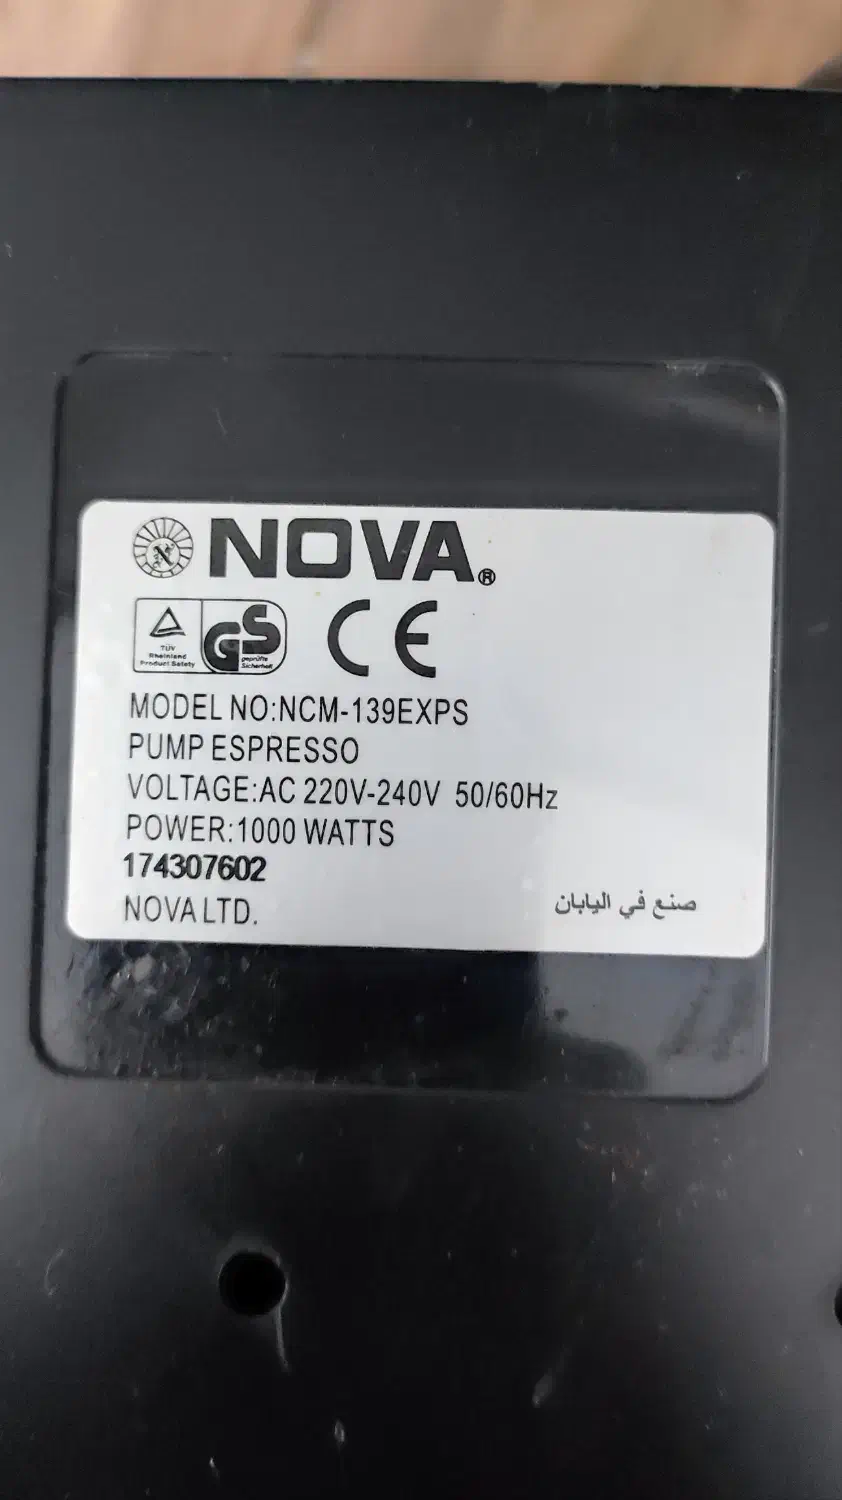 NOVA®
TÜV
Rheinland
Product Safety
GS
geprüfte
Sicherheit
CE
MODEL NO:NCM-139EXPS
PUMP ESPRESSO
VOLTAGE:AC 220V-240V 50/60Hz
POWER:1000 WATTS
174307602
NOVA LTD.
صنع في اليابان